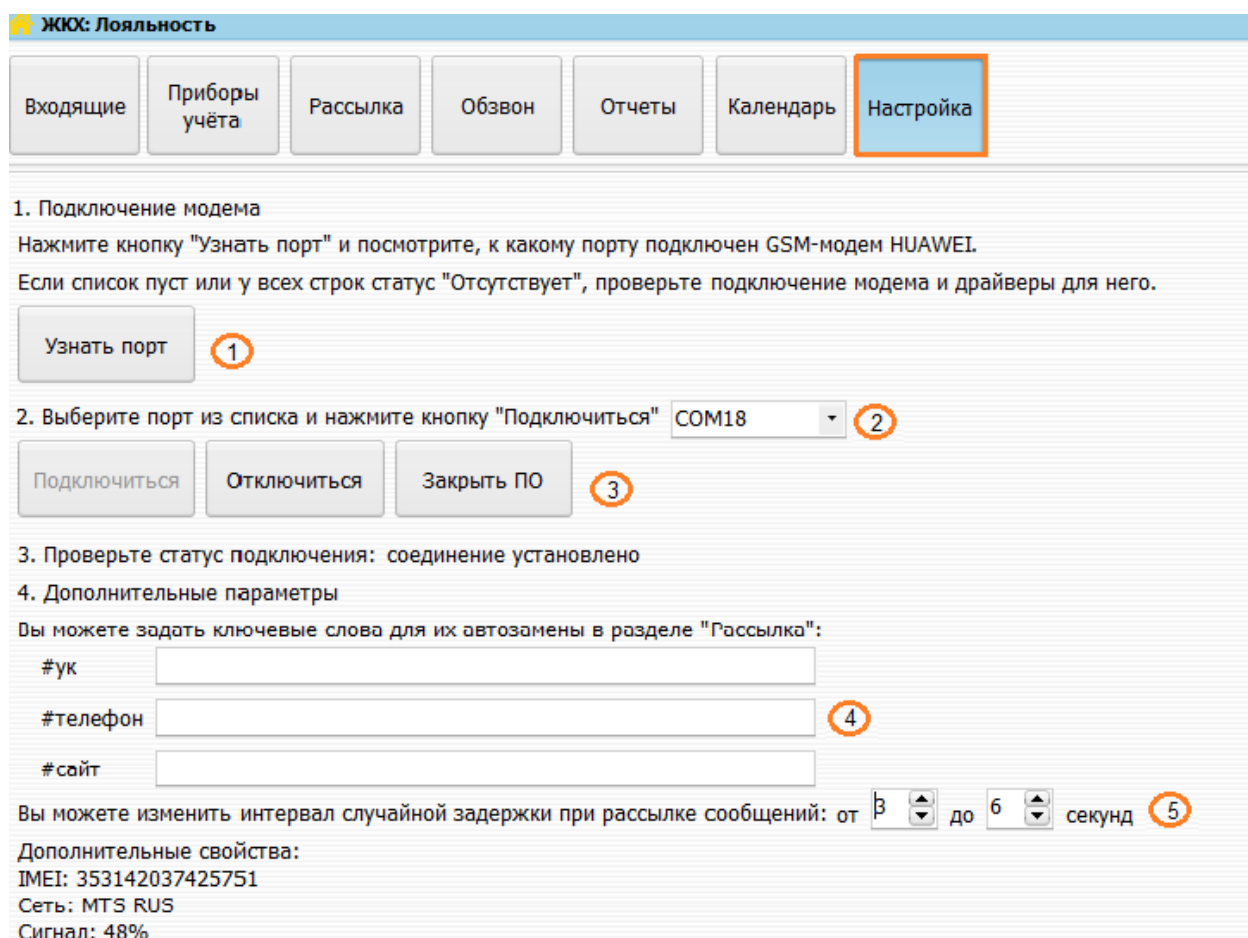 ЖКХ: Лояльность
Входящие
Приборы учёта
Рассылка
Обзвон
Отчеты
Календарь
Настройка
1. Подключение модема
Нажмите кнопку "Узнать порт" и посмотрите, к какому порту подключен GSM-модем HUAWEI.
Если список пуст или у всех строк статус "Отсутствует", проверьте подключение модема и драйверы для него.
Узнать порт 1
2. Выберите порт из списка и нажмите кнопку "Подключиться" COM18 2
Подключиться Отключиться Закрыть ПО 3
3. Проверьте статус подключения: соединение установлено
4. Дополнительные параметры
Вы можете задать ключевые слова для их автозамены в разделе "Рассылка":
#ук
#телефон 4
#сайт
Вы можете изменить интервал случайной задержки при рассылке сообщений: от 3 до 6 секунд 5
Дополнительные свойства:
IMEI: 353142037425751
Сеть: MTS RUS
Сигнал: 48%